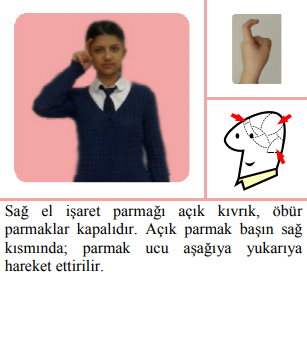 Sağ el işaret parmağı açık kıvrık, öbür
parmaklar kapalıdır. Açık parmak başın sağ
kısmında; parmak ucu aşağıya yukarıya
hareket ettirilir.